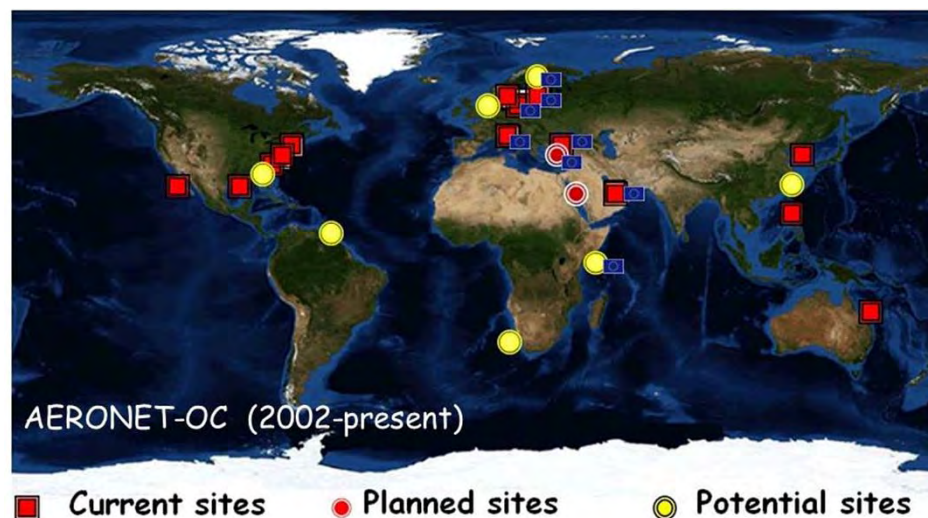 AERONET-OC (2002-present)
Current sites Planned sites Potential sites